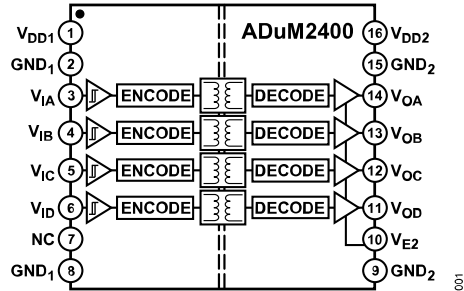 ADuM2400
VDD1 1 16 VDD2
GND1 2 15 GND2
VIA 3 ENCODE DECODE 14 VOA
VIB 4 ENCODE DECODE 13 VOB
VIC 5 ENCODE DECODE 12 VOC
VID 6 ENCODE DECODE 11 VOD
NC 7 10 VE2
GND1 8 9 GND2
001